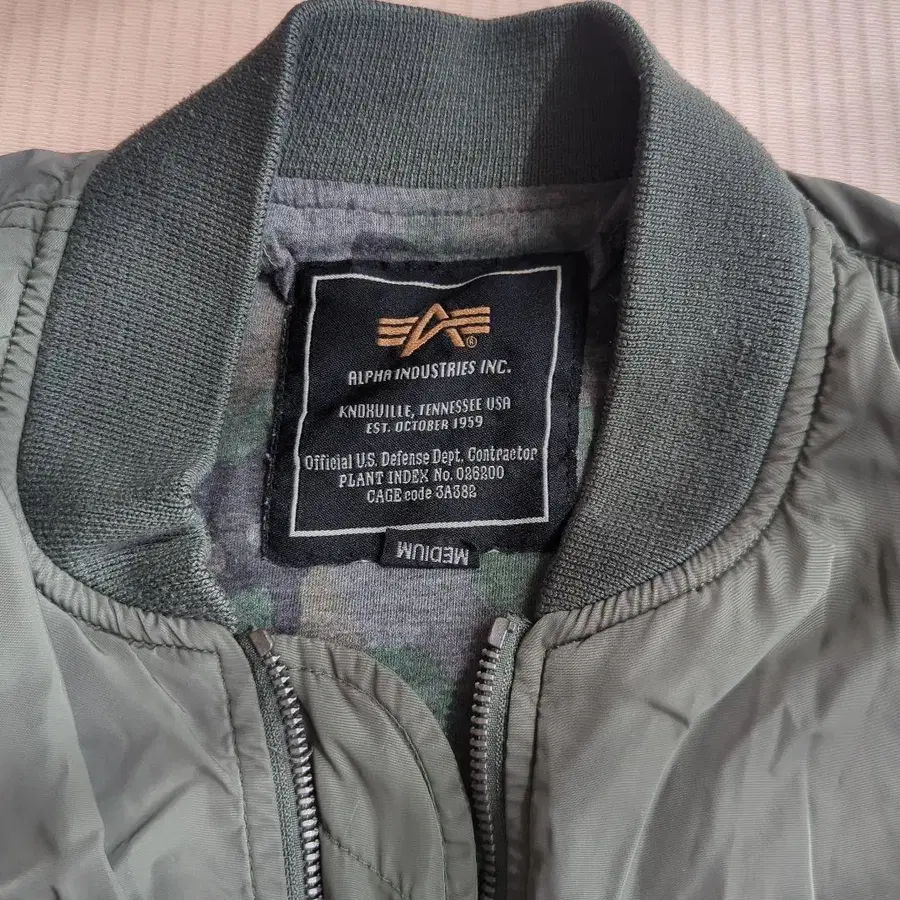 ®
ALPHA INDUSTRIES INC.
KNOXVILLE, TENNESSEE USA
EST. OCTOBER 1959
Official U.S. Defense Dept. Contractor
PLANT INDEX No. 026200
CAGE code 3A382
MEDIUM